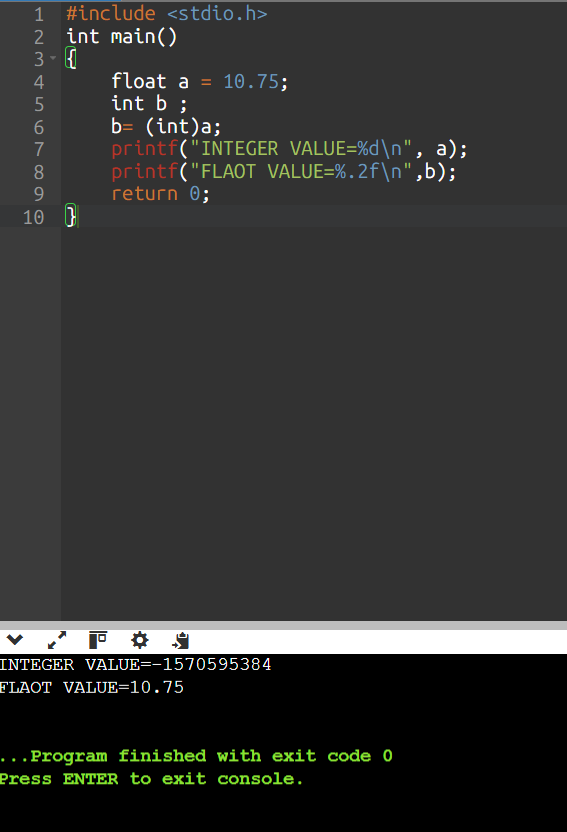 1 #include <stdio.h>
2 int main()
3 {
4     float a = 10.75;
5     int b ;
6     b= (int)a;
7     printf("INTEGER VALUE=%d\n", a);
8     printf("FLAOT VALUE=%.2f\n",b);
9     return 0;
10 }
INTEGER VALUE=-1570595384
FLAOT VALUE=10.75
...Program finished with exit code 0
Press ENTER to exit console.